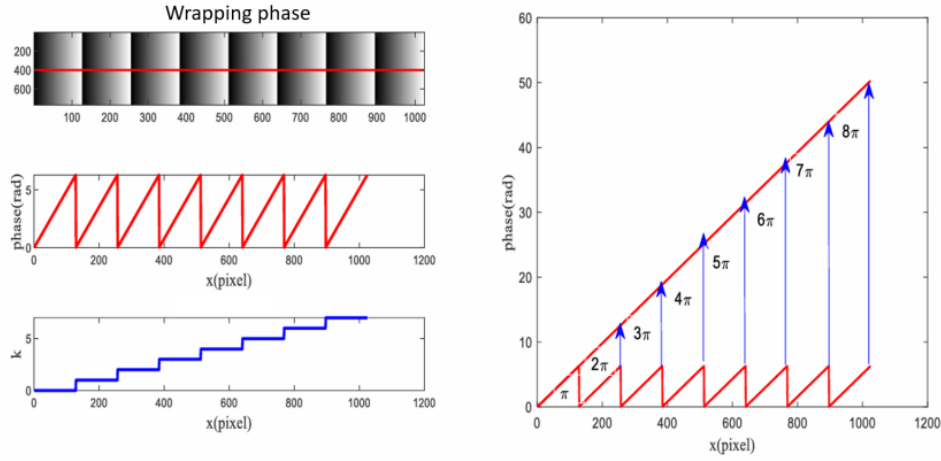 Wrapping phase
200
400
600
100 200 300 400 500 600 700 800 900 1000
phase(rad)
5
0
0 200 400 600 800 1000 1200
x(pixel)
k
5
0
0 200 400 600 800 1000 1200
x(pixel)
phase(rad)
60
50
40
30
20
10
0
8π
7π
6π
5π
4π
3π
2π
π
0 200 400 600 800 1000 1200
x(pixel)